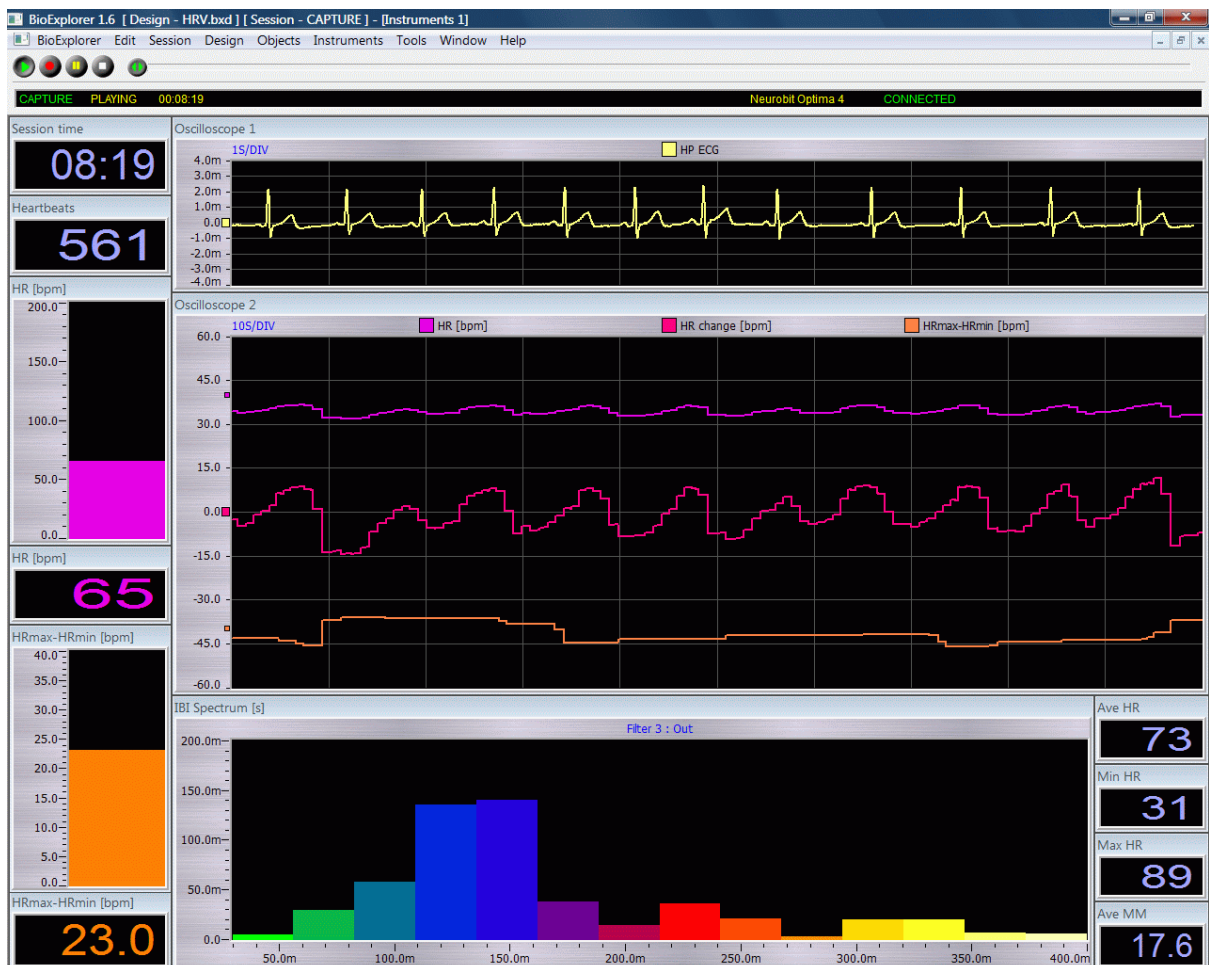 BioExplorer 1.6 [ Design - HRV.bxd ] [ Session - CAPTURE ] - [Instruments 1]
BioExplorer Edit Session Design Objects Instruments Tools Window Help
CAPTURE PLAYING 00:08:19 Neurobit Optima 4 CONNECTED
Session time
08:19
Heartbeats
561
HR [bpm]
200.0
150.0
100.0
50.0
0.0
HR [bpm]
65
HRmax-HRmin [bpm]
40.0
35.0
30.0
25.0
20.0
15.0
10.0
5.0
0.0
HRmax-HRmin [bpm]
23.0
Oscilloscope 1
1S/DIV HP ECG
4.0m
3.0m
2.0m
1.0m
0.0
-1.0m
-2.0m
-3.0m
-4.0m
Oscilloscope 2
10S/DIV HR [bpm] HR change [bpm] HRmax-HRmin [bpm]
60.0
45.0
30.0
15.0
0.0
-15.0
-30.0
-45.0
-60.0
IBI Spectrum [s]
Filter 3 : Out
200.0m
150.0m
100.0m
50.0m
0.0
50.0m 100.0m 150.0m 200.0m 250.0m 300.0m 350.0m 400.0m
Ave HR
73
Min HR
31
Max HR
89
Ave MM
17.6